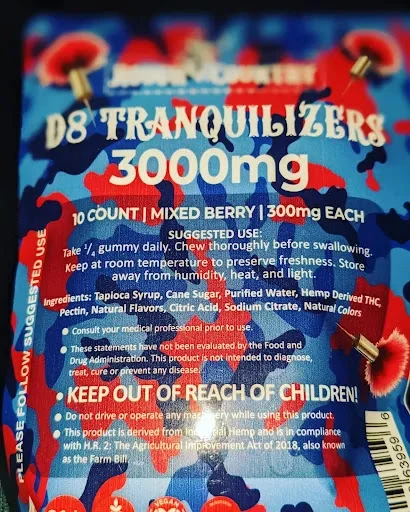 D8 TRANQUILIZERS
3000mg
10 COUNT | MIXED BERRY | 300mg EACH
SUGGESTED USE:
Take 1/4 gummy daily. Chew thoroughly before swallowing.
Keep at room temperature to preserve freshness. Store
away from humidity, heat, and light.
Ingredients: Tapioca Syrup, Cane Sugar, Purified Water, Hemp Derived THC,
Pectin, Natural Flavors, Citric Acid, Sodium Citrate, Natural Colors
• Consult your medical professional prior to use.
• These statements have not been evaluated by the Food and
Drug Administration. This product is not intended to diagnose,
treat, cure or prevent any disease.
• KEEP OUT OF REACH OF CHILDREN!
• Do not drive or operate any machinery while using this product.
• This product is derived from Industrial Hemp and is in compliance
with H.R. 2: The Agricultural Improvement Act of 2018, also known
as the Farm Bill.
PLEASE FOLLOW SUGGESTED USE
VEGAN